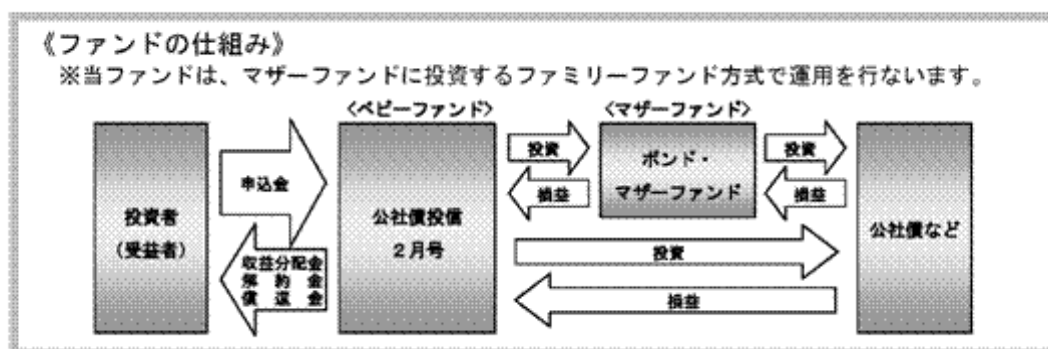 《ファンドの仕組み》
※当ファンドは、マザーファンドに投資するファミリーファンド方式で運用を行ないます。
〈ベビーファンド〉
〈マザーファンド〉
投資者
(受益者)
申込金
収益分配金
解約金
償還金
公社債投信
2月号
投資
損益
ボンド・
マザーファンド
投資
損益
投資
損益
公社債など